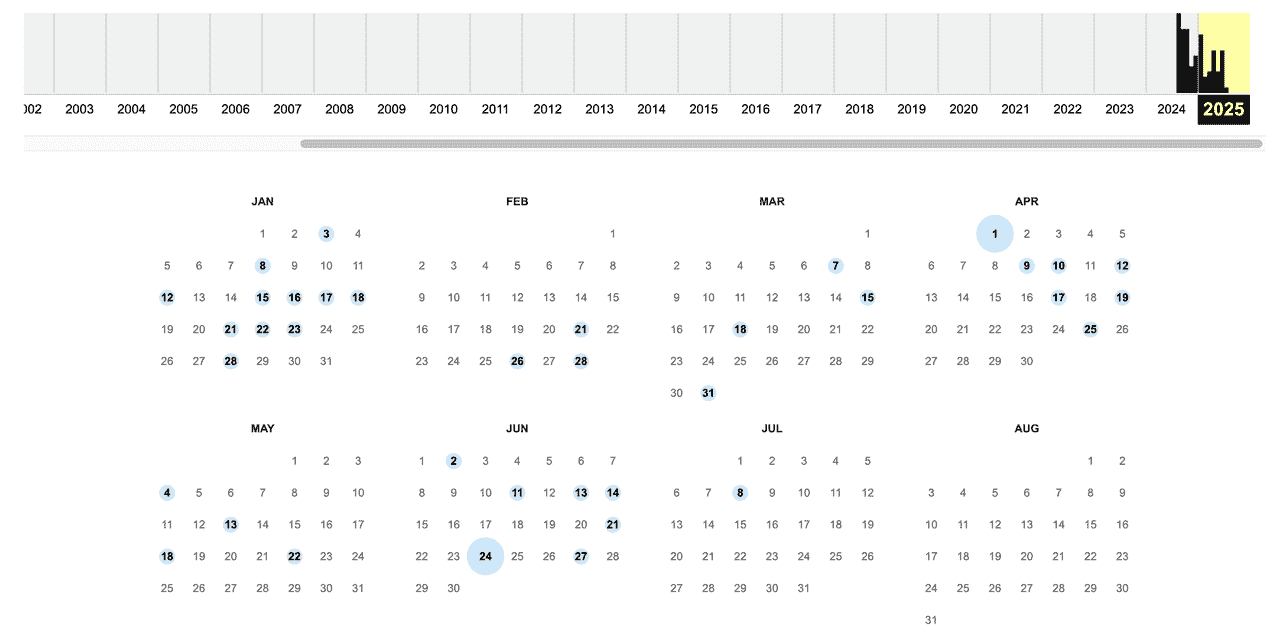 002 2003 2004 2005 2006 2007 2008 2009 2010 2011 2012 2013 2014 2015 2016 2017 2018 2019 2020 2021 2022 2023 2024 2025
JAN FEB MAR APR
1 2 3 4 1 1 1 2 3 4 5
5 6 7 8 9 10 11 2 3 4 5 6 7 8 2 3 4 5 6 7 8 6 7 8 9 10 11 12
12 13 14 15 16 17 18 9 10 11 12 13 14 15 9 10 11 12 13 14 15 13 14 15 16 17 18 19
19 20 21 22 23 24 25 16 17 18 19 20 21 22 16 17 18 19 20 21 22 20 21 22 23 24 25 26
26 27 28 29 30 31 23 24 25 26 27 28 23 24 25 26 27 28 29 27 28 29 30
30 31
MAY JUN JUL AUG
1 2 3 1 2 3 4 5 6 7 1 2 3 4 5 1 2
4 5 6 7 8 9 10 8 9 10 11 12 13 14 6 7 8 9 10 11 12 3 4 5 6 7 8 9
11 12 13 14 15 16 17 15 16 17 18 19 20 21 13 14 15 16 17 18 19 10 11 12 13 14 15 16
18 19 20 21 22 23 24 22 23 24 25 26 27 28 20 21 22 23 24 25 26 17 18 19 20 21 22 23
25 26 27 28 29 30 31 29 30 27 28 29 30 31 24 25 26 27 28 29 30
31